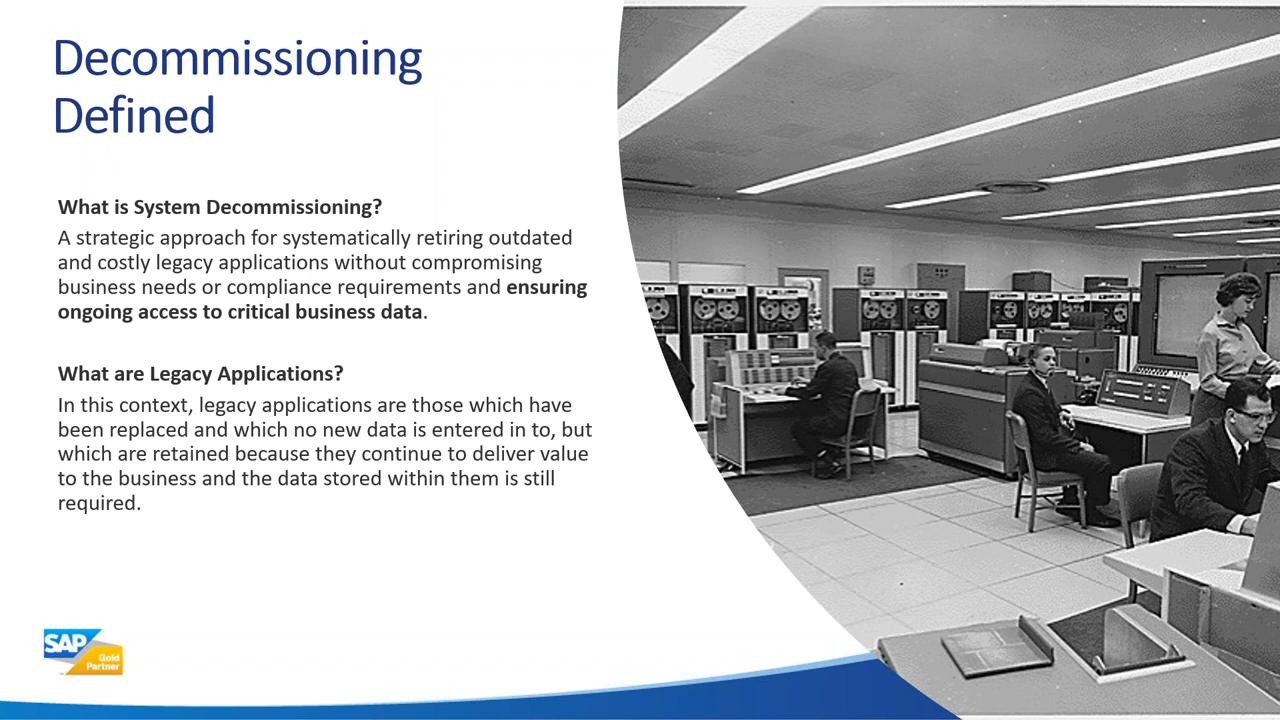 Decommissioning
Defined
What is System Decommissioning?
A strategic approach for systematically retiring outdated
and costly legacy applications without compromising
business needs or compliance requirements and ensuring
ongoing access to critical business data.
What are Legacy Applications?
In this context, legacy applications are those which have
been replaced and which no new data is entered in to, but
which are retained because they continue to deliver value
to the business and the data stored within them is still
required.
SAP
Gold
Partner